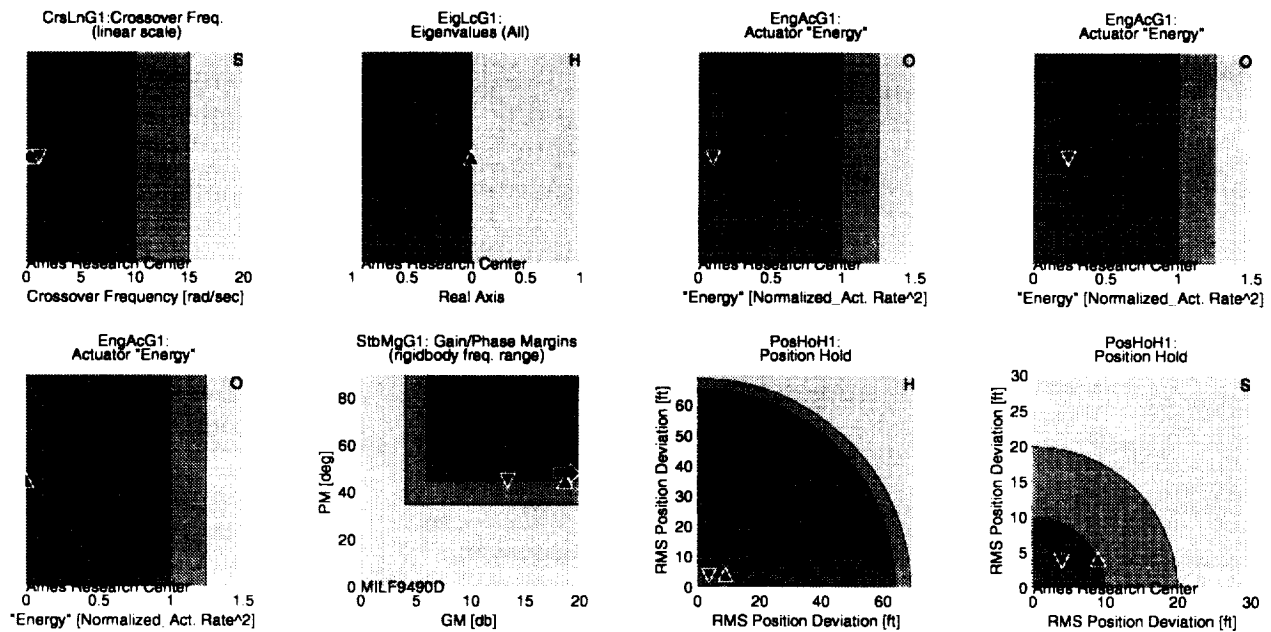 CrsLnG1:Crossover Freq.
(linear scale)
S
Ames Research Center
0 5 10 15 20
Crossover Frequency [rad/sec]
EigLcG1:
Eigenvalues (All)
H
Ames Research Center
1 0.5 0 0.5 1
Real Axis
EngAcG1:
Actuator "Energy"
O
Ames Research Center
0 0.5 1 1.5
"Energy" [Normalized_Act. Rate^2]
EngAcG1:
Actuator "Energy"
O
Ames Research Center
0 0.5 1 1.5
"Energy" [Normalized_Act. Rate^2]
EngAcG1:
Actuator "Energy"
O
Ames Research Center
0 0.5 1 1.5
"Energy" [Normalized_Act. Rate^2]
StbMgG1: Gain/Phase Margins
(rigidbody freq. range)
80
60
40
20
0
PM [deg]
MILF9490D
0 5 10 15 20
GM [db]
PosHoH1:
Position Hold
H
60
50
40
30
20
10
0
RMS Position Deviation [ft]
0 20 40 60
RMS Position Deviation [ft]
PosHoH1:
Position Hold
S
30
25
20
15
10
5
0
RMS Position Deviation [ft]
Ames Research Center
0 10 20 30
RMS Position Deviation [ft]